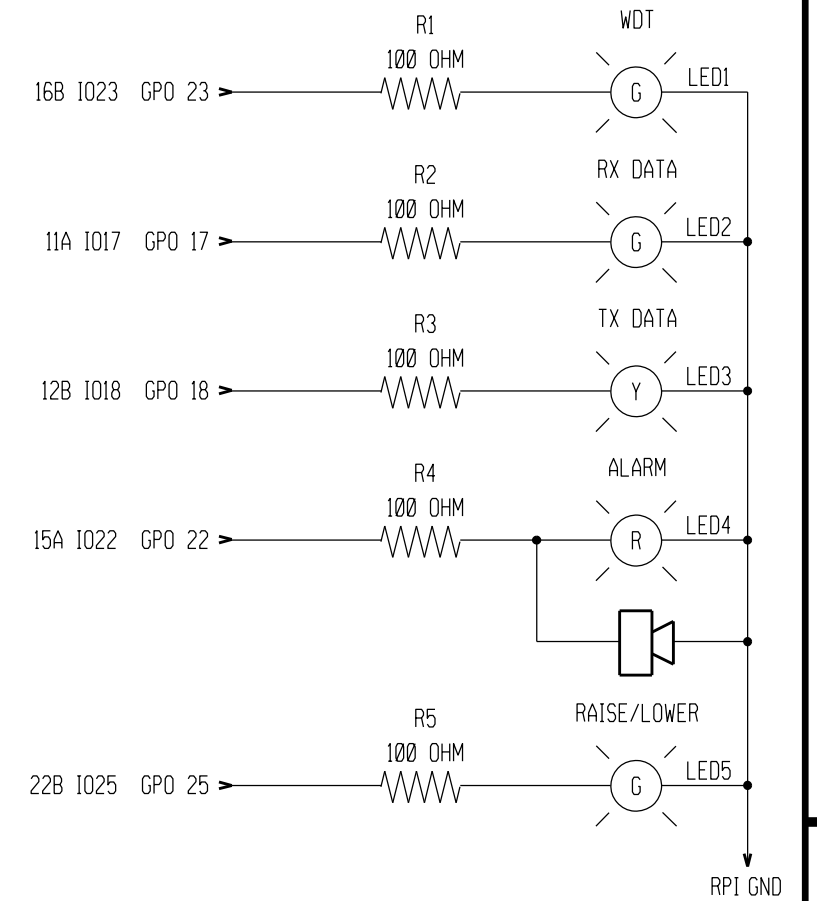 WDT
R1
100 OHM
16B IO23 GPO 23
G
LED1
RX DATA
R2
100 OHM
11A IO17 GPO 17
G
LED2
TX DATA
R3
100 OHM
12B IO18 GPO 18
Y
LED3
ALARM
R4
100 OHM
15A IO22 GPO 22
R
LED4
RAISE/LOWER
R5
100 OHM
22B IO25 GPO 25
G
LED5
RPI GND